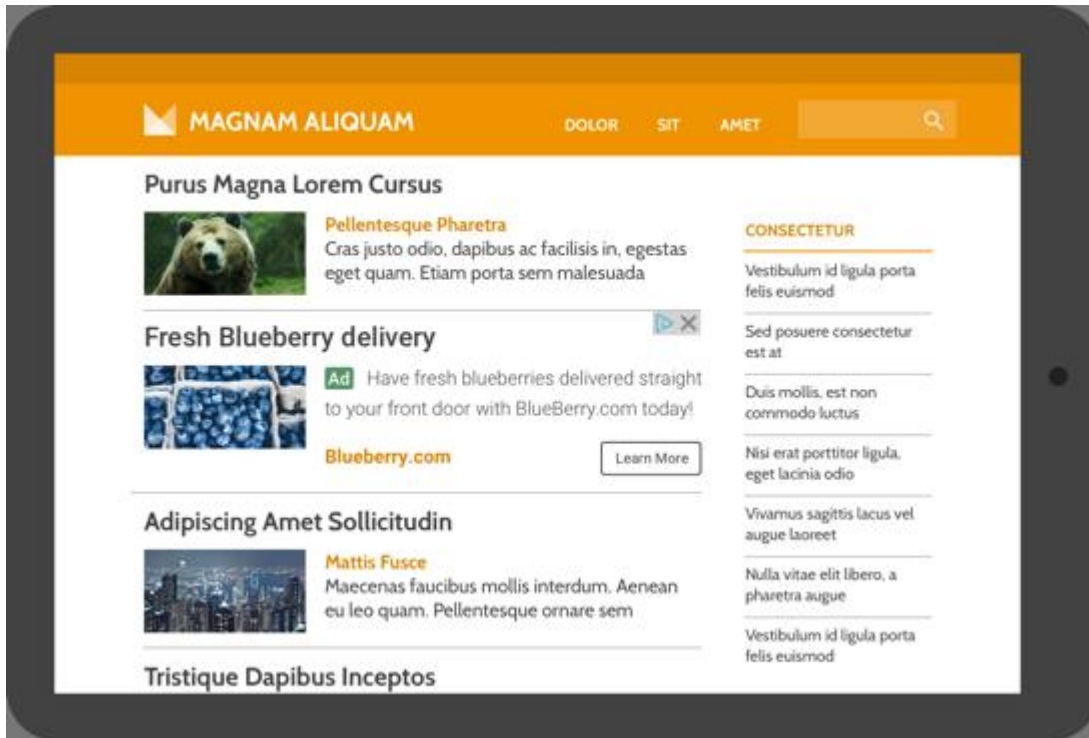 MAGNAM ALIQUAM
DOLOR SIT AMET
Purus Magna Lorem Cursus
Pellentesque Pharetra
Cras justo odio, dapibus ac facilisis in, egestas
eget quam. Etiam porta sem malesuada
Fresh Blueberry delivery
Ad Have fresh blueberries delivered straight
to your front door with BlueBerry.com today!
Blueberry.com
Learn More
Adipiscing Amet Sollicitudin
Mattis Fusce
Maecenas faucibus mollis interdum. Aenean
eu leo quam. Pellentesque ornare sem
Tristique Dapibus Inceptos
CONSECTETUR
Vestibulum id ligula porta
felis euismod
Sed posuere consectetur
est at
Duis mollis, est non
commodo luctus
Nisi erat porttitor ligula,
eget lacinia odio
Vivamus sagittis lacus vel
augue laoreet
Nulla vitae elit libero, a
pharetra augue
Vestibulum id ligula porta
felis euismod